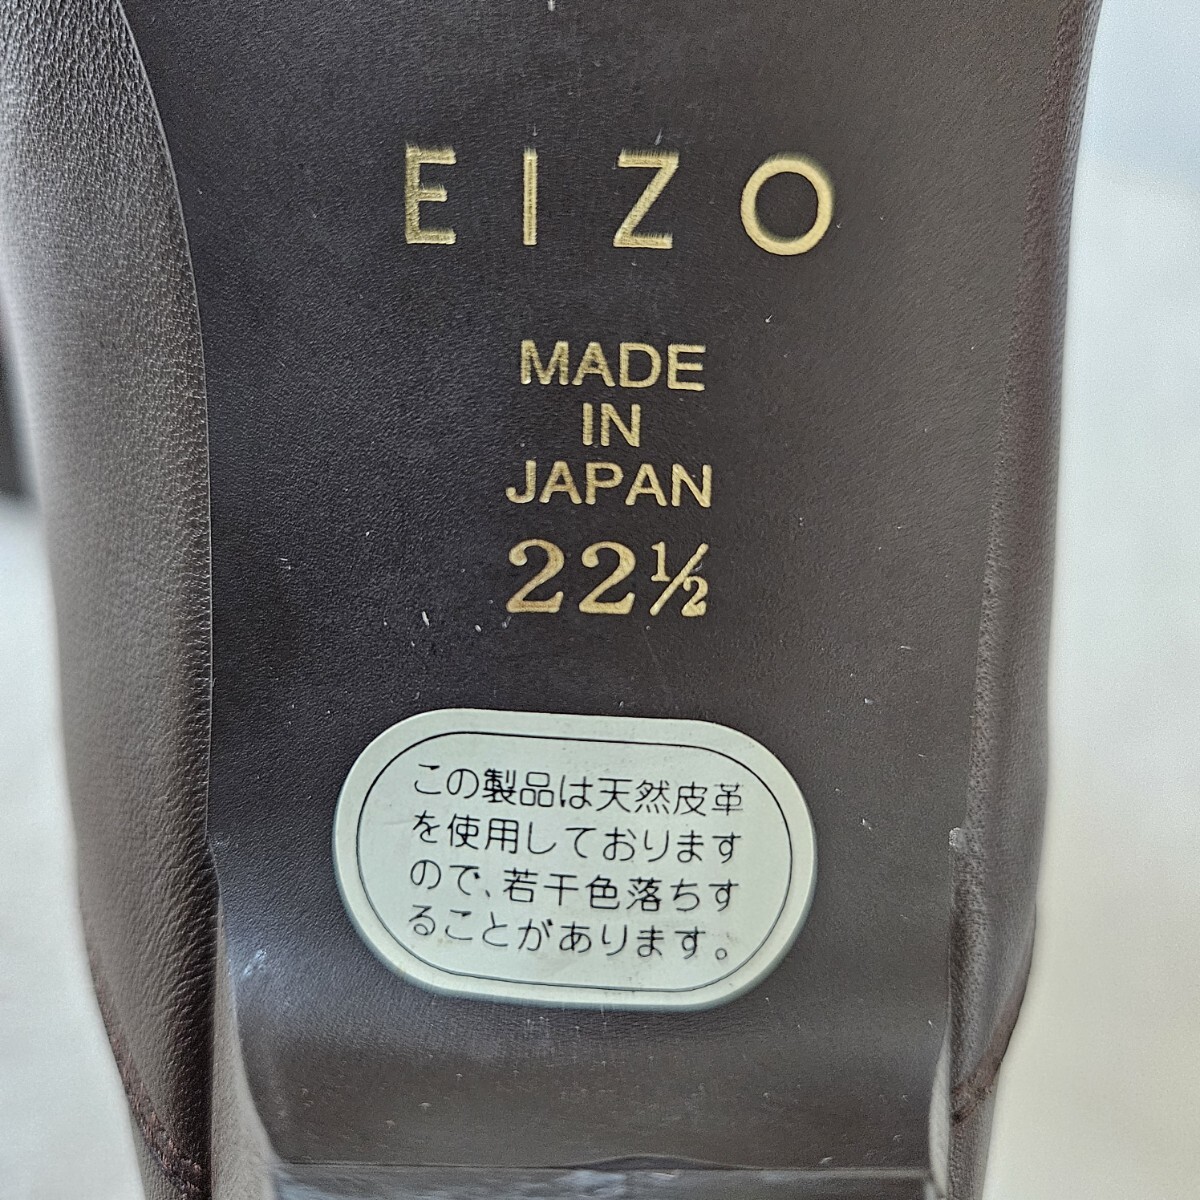 EIZO
MADE
IN
JAPAN
22½
この製品は天然皮革
を使用しております
ので、若干色落ちす
ることがあります。